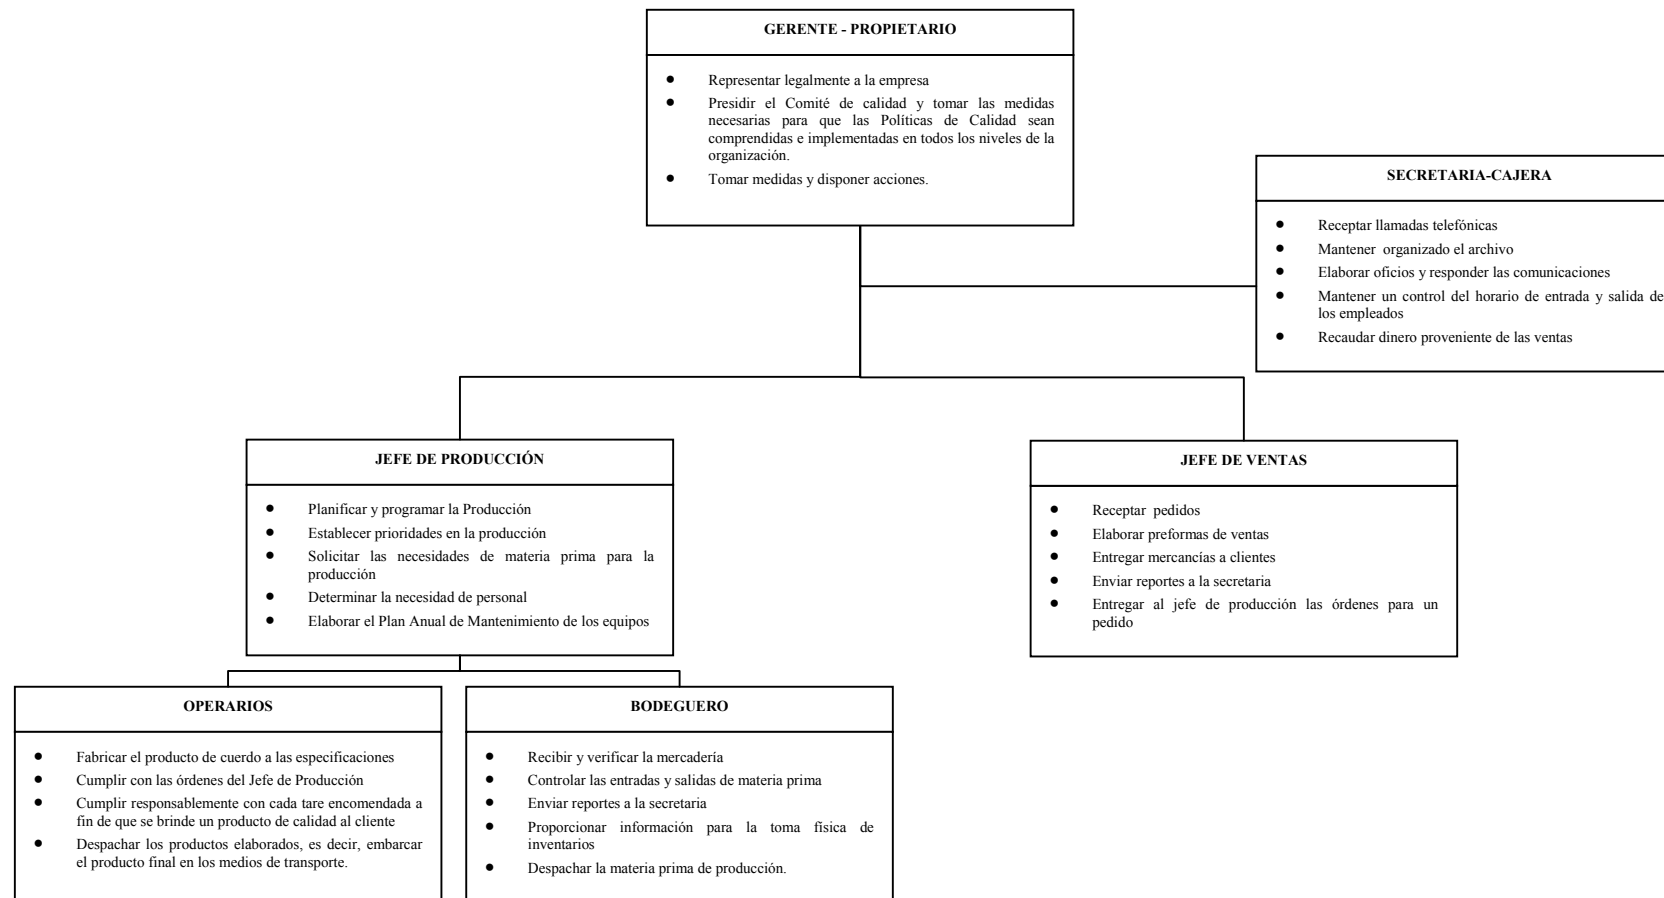 GERENTE - PROPIETARIO
● Representar legalmente a la empresa
● Presidir el Comité de calidad y tomar las medidas
necesarias para que las Políticas de Calidad sean
comprendidas e implementadas en todos los niveles de la
organización.
● Tomar medidas y disponer acciones.
SECRETARIA-CAJERA
● Receptar llamadas telefónicas
● Mantener organizado el archivo
● Elaborar oficios y responder las comunicaciones
● Mantener un control del horario de entrada y salida de
los empleados
● Recaudar dinero proveniente de las ventas
JEFE DE PRODUCCIÓN
● Planificar y programar la Producción
● Establecer prioridades en la producción
● Solicitar las necesidades de materia prima para la
producción
● Determinar la necesidad de personal
● Elaborar el Plan Anual de Mantenimiento de los equipos
JEFE DE VENTAS
● Receptar pedidos
● Elaborar preformas de ventas
● Entregar mercancías a clientes
● Enviar reportes a la secretaria
● Entregar al jefe de producción las órdenes para un
pedido
OPERARIOS
● Fabricar el producto de cuerdo a las especificaciones
● Cumplir con las órdenes del Jefe de Producción
● Cumplir responsablemente con cada tare encomendada a
fin de que se brinde un producto de calidad al cliente
● Despachar los productos elaborados, es decir, embarcar
el producto final en los medios de transporte.
BODEGUERO
● Recibir y verificar la mercadería
● Controlar las entradas y salidas de materia prima
● Enviar reportes a la secretaria
● Proporcionar información para la toma física de
inventarios
● Despachar la materia prima de producción.